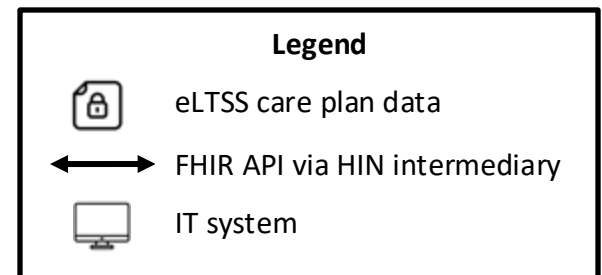 Legend
eLTSS care plan data
FHIR API via HIN intermediary
IT system